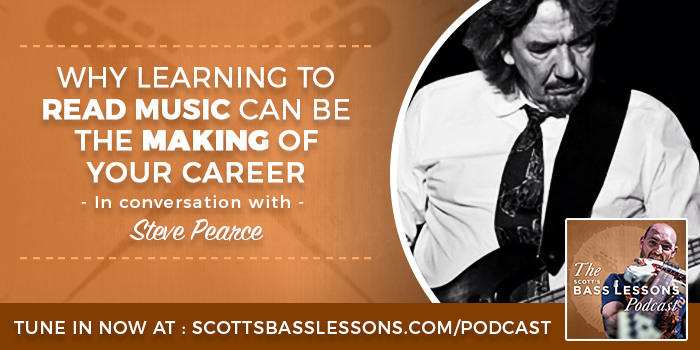 WHY LEARNING TO
READ MUSIC CAN BE
THE MAKING OF
YOUR CAREER
- In conversation with -
Steve Pearce
The
SCOTT'S
BASS LESSONS
Podcast
TUNE IN NOW AT : SCOTTSBASSLESSONS.COM/PODCAST